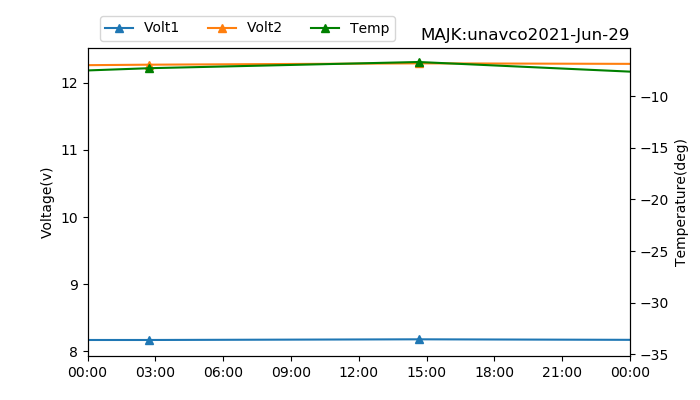 Volt1 Volt2 Temp
MAJK:unavco2021-Jun-29
Voltage(v)
12
11
10
9
8
−10
−15
−20
−25
−30
−35
Temperature(deg)
00:00 03:00 06:00 09:00 12:00 15:00 18:00 21:00 00:00